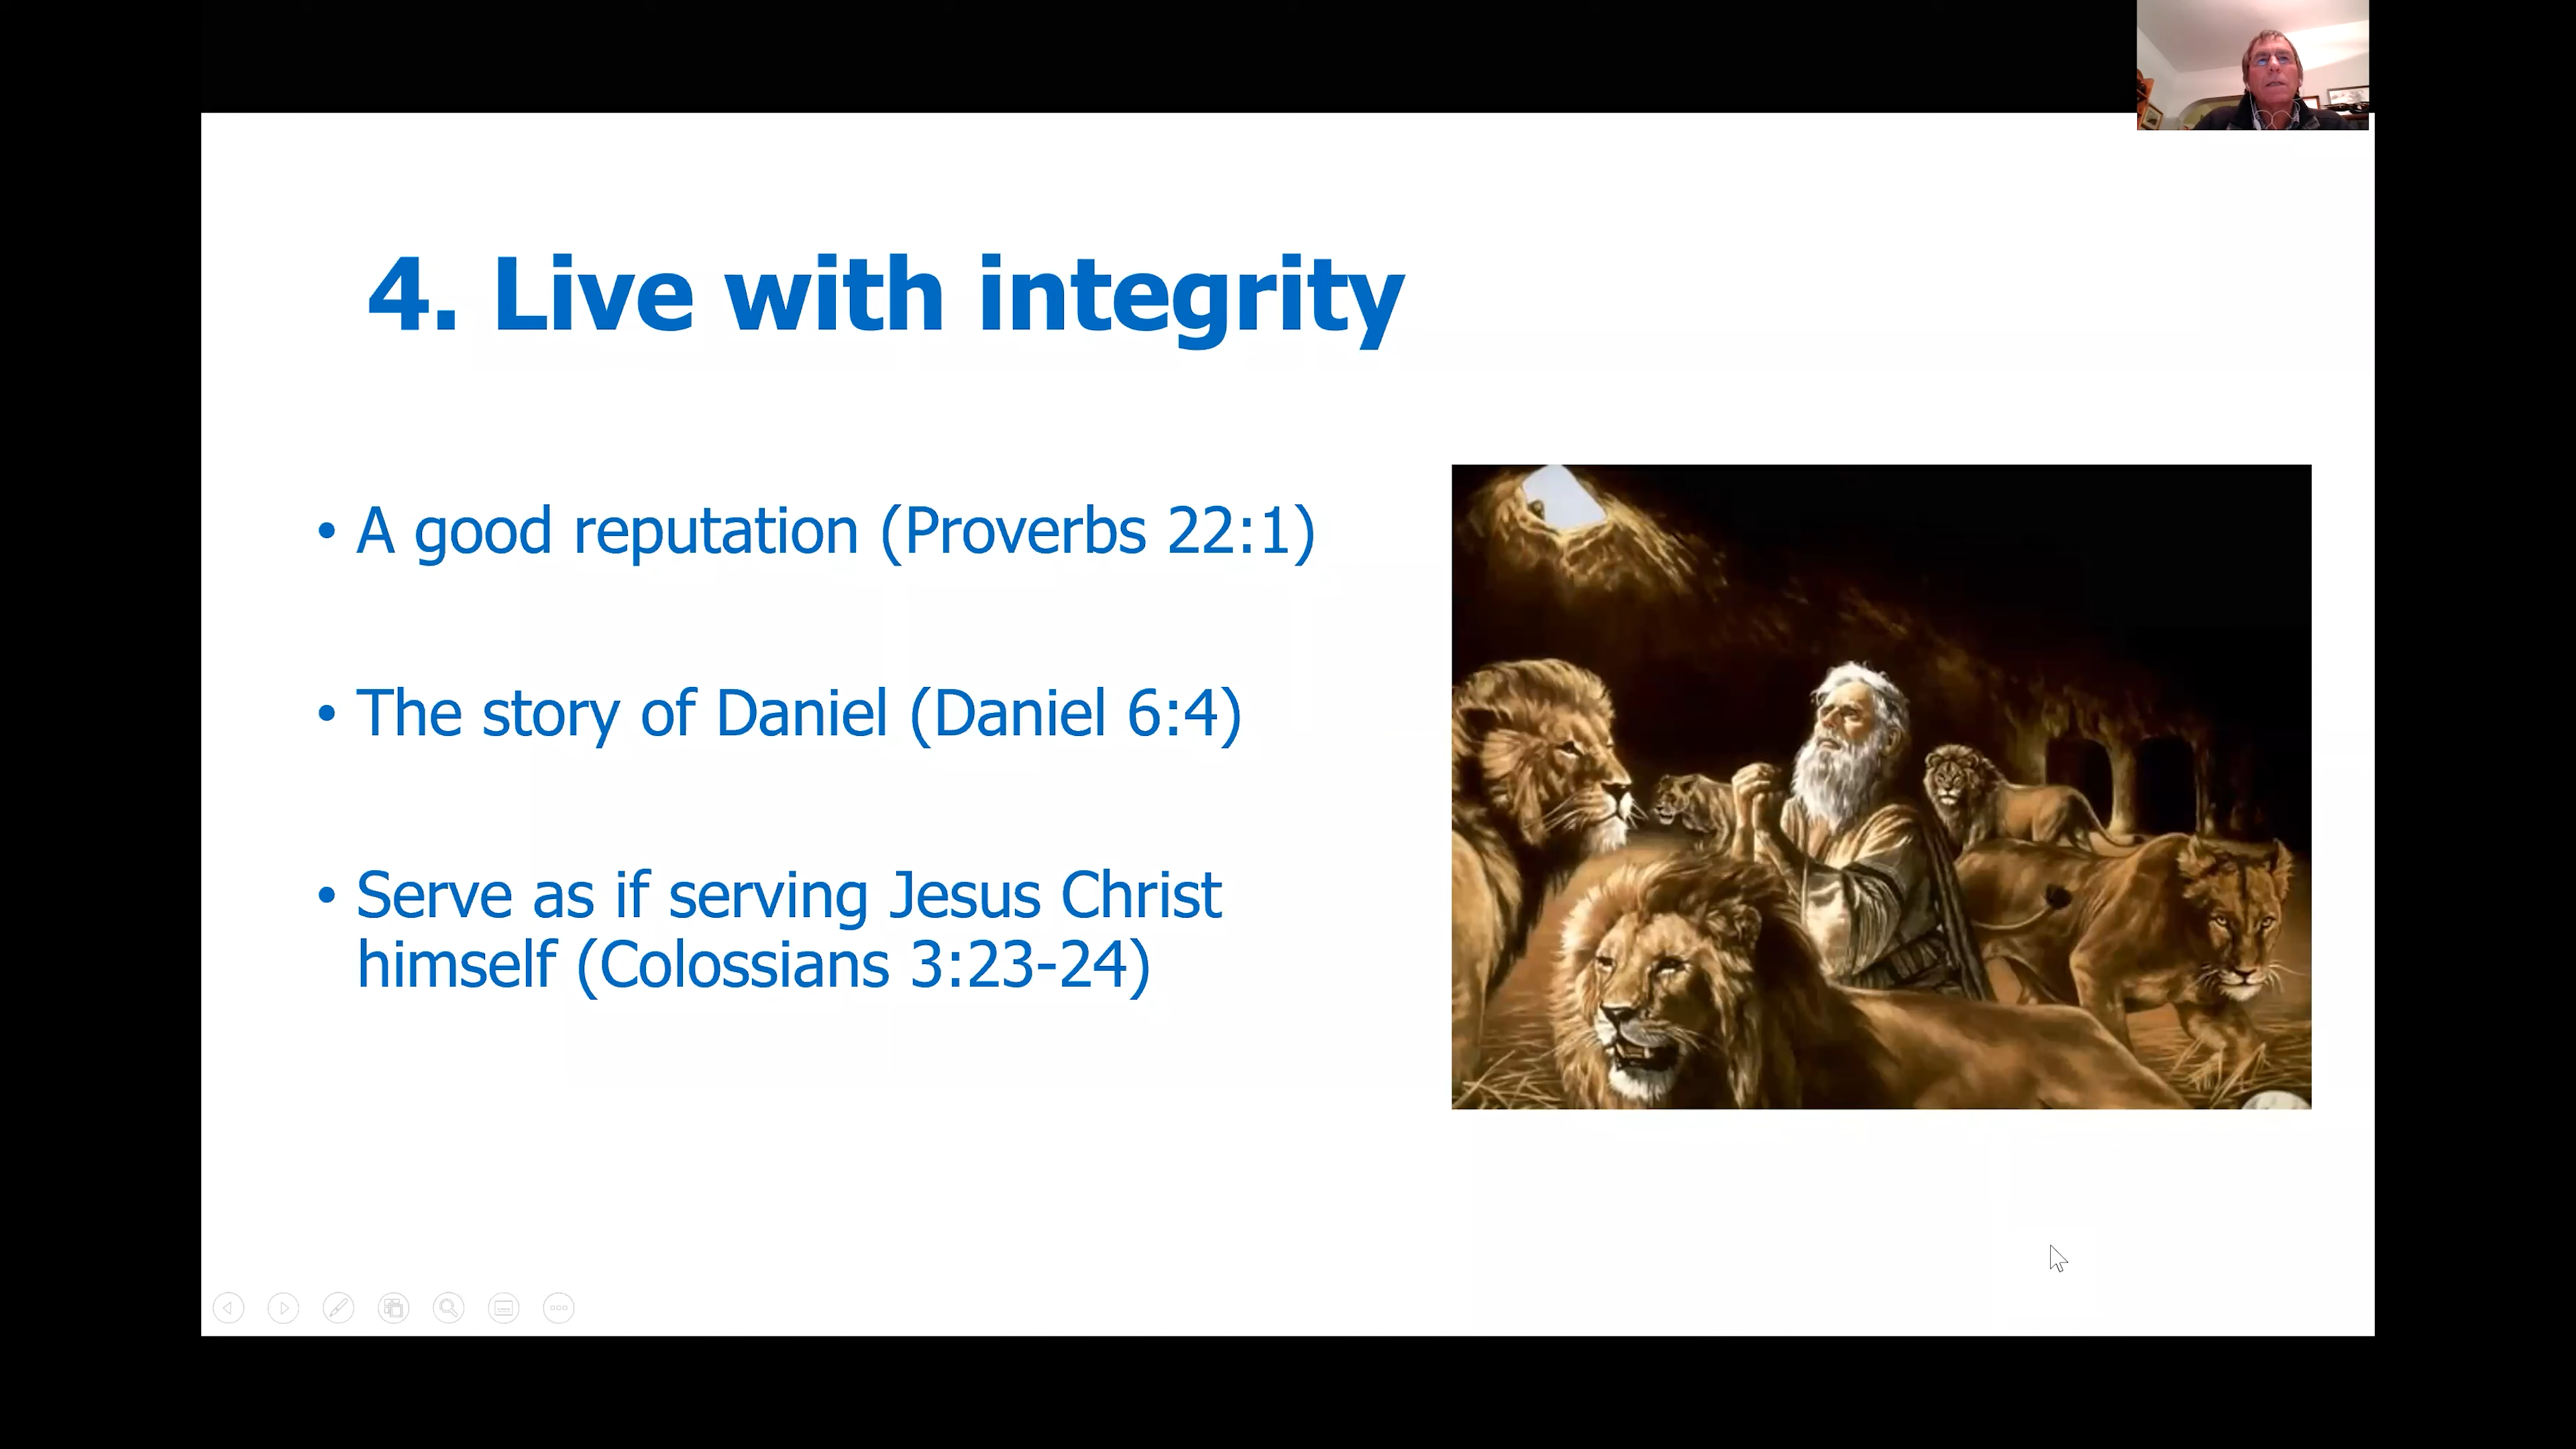 4. Live with integrity
• A good reputation (Proverbs 22:1)
• The story of Daniel (Daniel 6:4)
• Serve as if serving Jesus Christ
himself (Colossians 3:23-24)